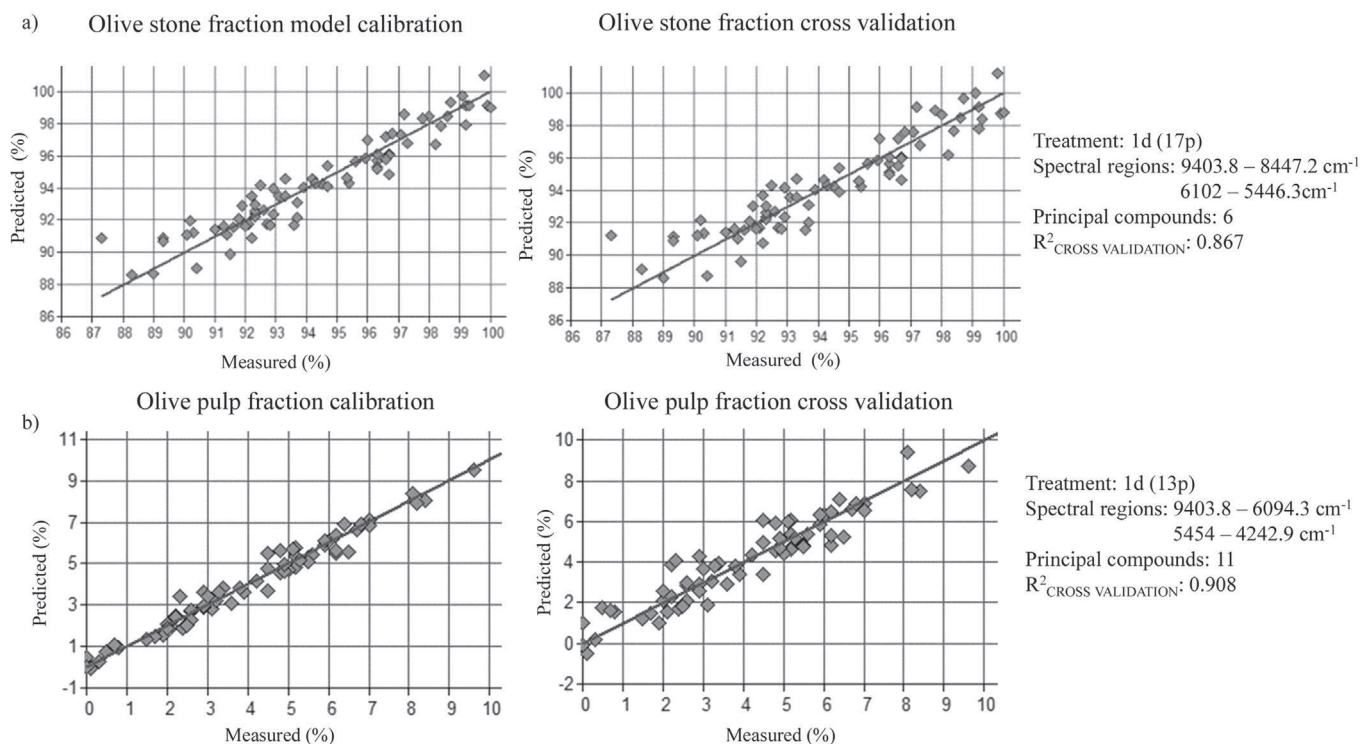 a)
Olive stone fraction model calibration
Olive stone fraction cross validation
Predicted (%)
100
98
96
94
92
90
88
86
86 87 88 89 90 91 92 93 94 95 96 97 98 99 100
Measured (%)
Predicted (%)
100
98
96
94
92
90
88
86
86 87 88 89 90 91 92 93 94 95 96 97 98 99 100
Measured (%)
Treatment: 1d (17p)
Spectral regions: 9403.8 – 8447.2 cm-1
6102 – 5446.3cm-1
Principal compounds: 6
R2CROSS VALIDATION: 0.867
b)
Olive pulp fraction calibration
Olive pulp fraction cross validation
Predicted (%)
11
9
7
5
3
1
-1
0 1 2 3 4 5 6 7 8 9 10
Measured (%)
Predicted (%)
10
8
6
4
2
0
-2
0 1 2 3 4 5 6 7 8 9 10
Measured (%)
Treatment: 1d (13p)
Spectral regions: 9403.8 – 6094.3 cm-1
5454 – 4242.9 cm-1
Principal compounds: 11
R2CROSS VALIDATION: 0.908